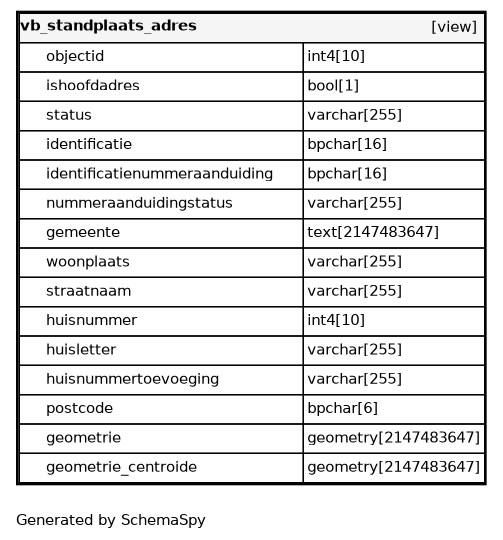 vb_standplaats_adres [view]
objectid int4[10]
ishoofdadres bool[1]
status varchar[255]
identificatie bpchar[16]
identificatienummeraanduiding bpchar[16]
nummeraanduidingstatus varchar[255]
gemeente text[2147483647]
woonplaats varchar[255]
straatnaam varchar[255]
huisnummer int4[10]
huisletter varchar[255]
huisnummertoevoeging varchar[255]
postcode bpchar[6]
geometrie geometry[2147483647]
geometrie_centroide geometry[2147483647]
Generated by SchemaSpy